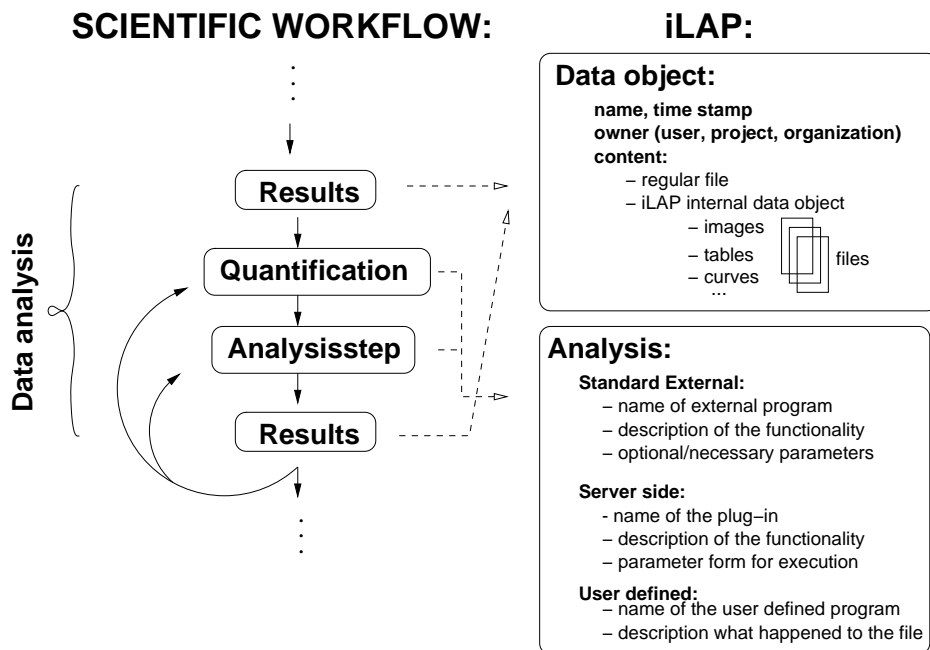 SCIENTIFIC WORKFLOW:
Results
Quantification
Analysisstep
Results
Data analysis
iLAP:
Data object:
name, time stamp
owner (user, project, organization)
content:
– regular file
– iLAP internal data object
– images
– tables
– curves
...
files
Analysis:
Standard External:
– name of external program
– description of the functionality
– optional/necessary parameters
Server side:
- name of the plug–in
– description of the functionality
– parameter form for execution
User defined:
– name of the user defined program
– description what happened to the file